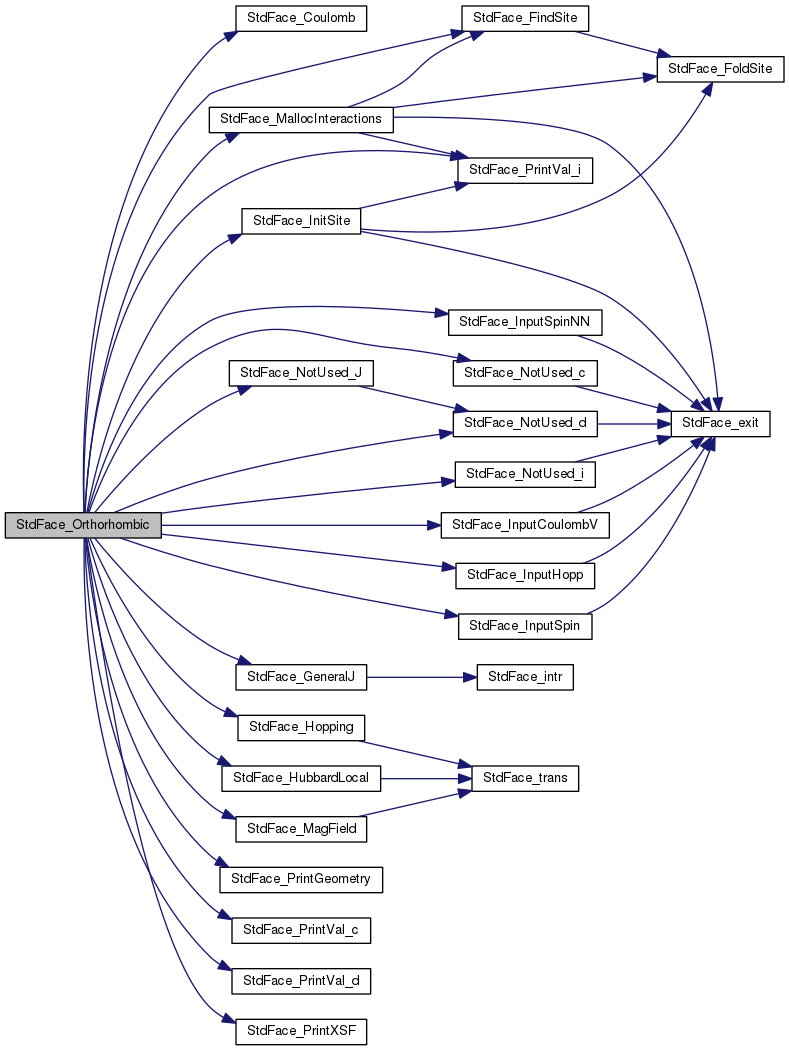 StdFace_Coulomb
StdFace_FindSite
StdFace_FoldSite
StdFace_MallocInteractions
StdFace_PrintVal_i
StdFace_InitSite
StdFace_InputSpinNN
StdFace_NotUsed_J
StdFace_NotUsed_c
StdFace_NotUsed_d
StdFace_exit
StdFace_NotUsed_i
StdFace_Orthorhombic
StdFace_InputCoulombV
StdFace_InputHopp
StdFace_InputSpin
StdFace_GeneralJ
StdFace_intr
StdFace_Hopping
StdFace_HubbardLocal
StdFace_trans
StdFace_MagField
StdFace_PrintGeometry
StdFace_PrintVal_c
StdFace_PrintVal_d
StdFace_PrintXSF